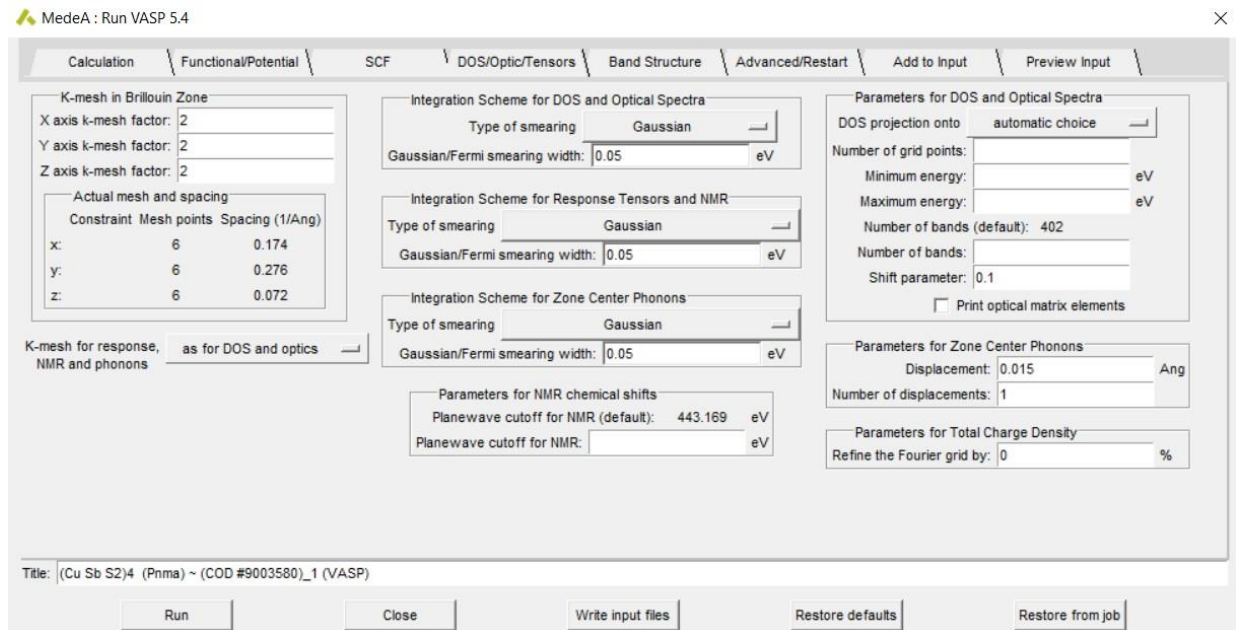 MedeA : Run VASP 5.4
Calculation Functional/Potential SCF DOS/Optic/Tensors Band Structure Advanced/Restart Add to Input Preview Input
K-mesh in Brillouin Zone
X axis k-mesh factor: 2
Y axis k-mesh factor: 2
Z axis k-mesh factor: 2
Actual mesh and spacing
Constraint Mesh points Spacing (1/Ang)
x: 6 0.174
y: 6 0.276
z: 6 0.072
K-mesh for response, as for DOS and optics
NMR and phonons
Integration Scheme for DOS and Optical Spectra
Type of smearing Gaussian
Gaussian/Fermi smearing width: 0.05 eV
Integration Scheme for Response Tensors and NMR
Type of smearing Gaussian
Gaussian/Fermi smearing width: 0.05 eV
Integration Scheme for Zone Center Phonons
Type of smearing Gaussian
Gaussian/Fermi smearing width: 0.05 eV
Parameters for NMR chemical shifts
Planewave cutoff for NMR (default): 443.169 eV
Planewave cutoff for NMR: eV
Parameters for DOS and Optical Spectra
DOS projection onto automatic choice
Number of grid points:
Minimum energy: eV
Maximum energy: eV
Number of bands (default): 402
Number of bands:
Shift parameter: 0.1
Print optical matrix elements
Parameters for Zone Center Phonons
Displacement: 0.015 Ang
Number of displacements: 1
Parameters for Total Charge Density
Refine the Fourier grid by: 0 %
Title: (Cu Sb S2)4 (Pnma) ~ (COD #9003580)_1 (VASP)
Run Close Write input files Restore defaults Restore from job